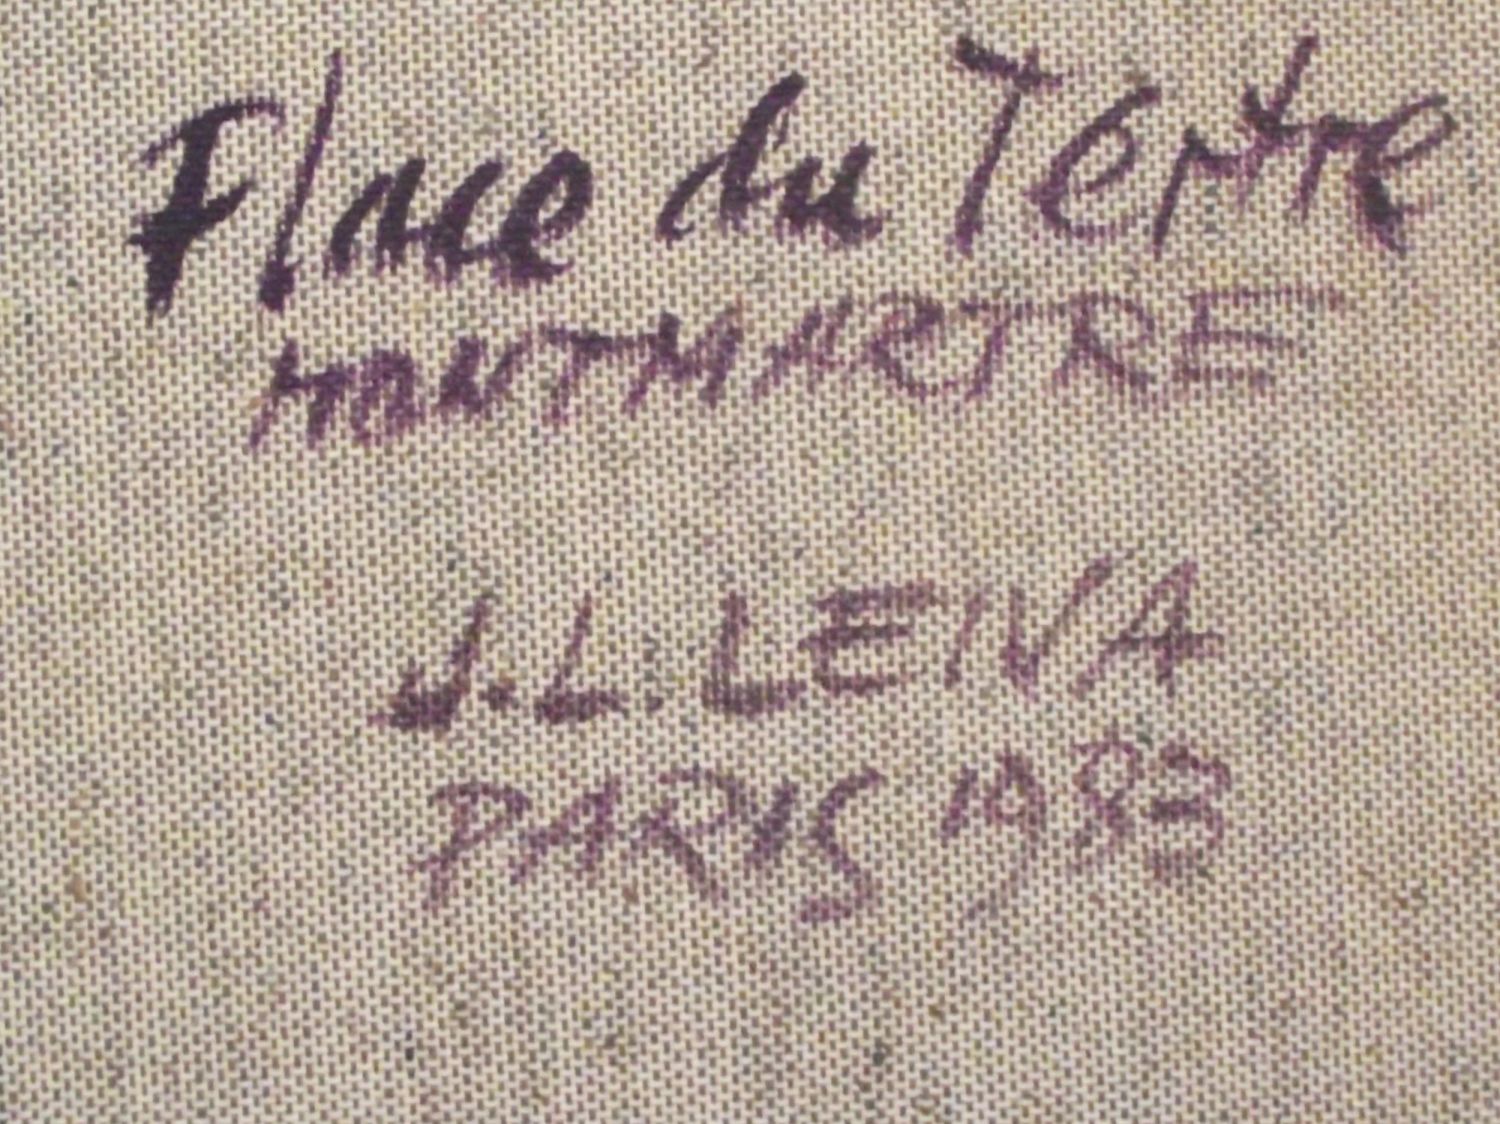 Place du Tertre
MONTMARTRE
J.L. LEIVA
PARIS 1983